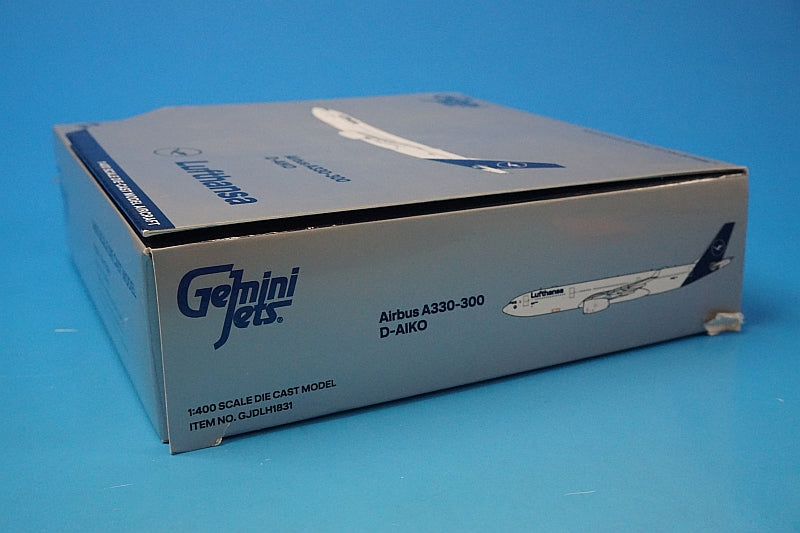 Lufthansa
Airbus A330-300
D-AIKO
Gemini
Jets®
Airbus A330-300
D-AIKO
Lufthansa
1:400 SCALE DIE CAST MODEL
ITEM NO. GJDLH1831